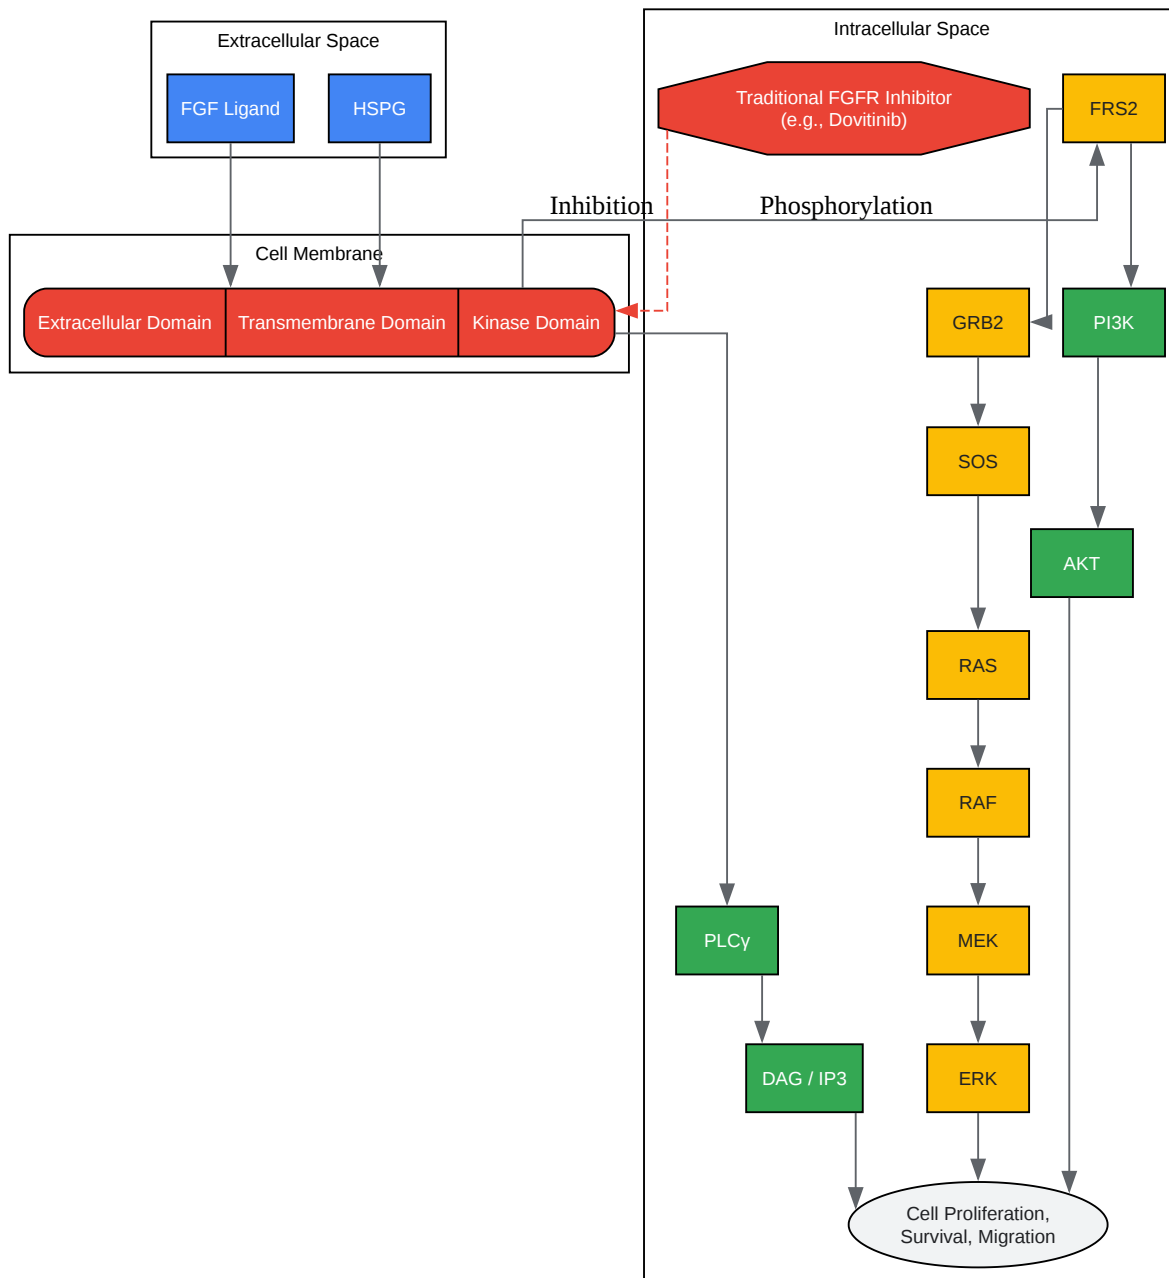 Extracellular Space
FGF Ligand
HSPG
Intracellular Space
Traditional FGFR Inhibitor
(e.g., Dovitinib)
FRS2
Inhibition
Phosphorylation
Cell Membrane
Extracellular Domain
Transmembrane Domain
Kinase Domain
GRB2
PI3K
SOS
AKT
RAS
RAF
PLCγ
MEK
DAG / IP3
ERK
Cell Proliferation,
Survival, Migration